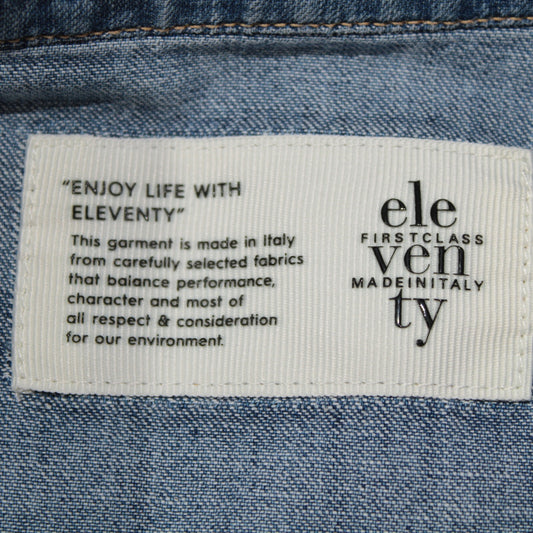 "ENJOY LIFE WITH
ELEVENTY"
This garment is made in Italy
from carefully selected fabrics
that balance performance,
character and most of
all respect & consideration
for our environment.
ele
FIRSTCLASS
ven
MADEINITALY
ty